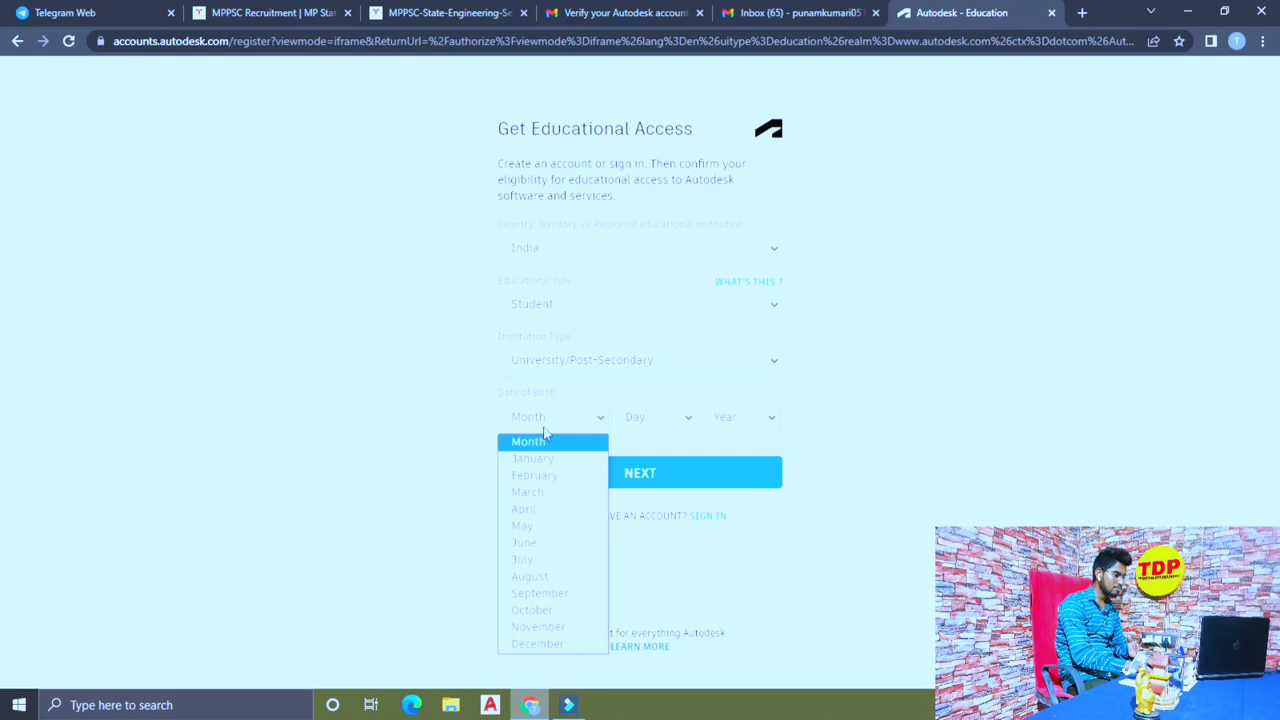 Telegram Web
MPPSC Recruitment | MP Stat
MPPSC-State-Engineering-Se
Verify your Autodesk account
Inbox (65) - punamkumari051
Autodesk - Education
accounts.autodesk.com/register?viewmode=iframe&ReturnUrl=%2Fauthorize%3Fviewmode%3Diframe%26lang%3Den%26uitype%3Deducation%26realm%3Dwww.autodesk.com%26ctx%3Ddotcom%26Aut...
T
Get Educational Access
Create an account or sign in. Then confirm your
eligibility for educational access to Autodesk
software and services.
Country, Territory, or Region of educational institution
India
Educational role
WHAT'S THIS ?
Student
Institution Type
University/Post-Secondary
Date of Birth
Month
Day
Year
Month
January
February
March
April
May
June
July
August
September
October
November
December
NEXT
VE AN ACCOUNT? SIGN IN
t for everything Autodesk
LEARN MORE
TDP
Type here to search
A